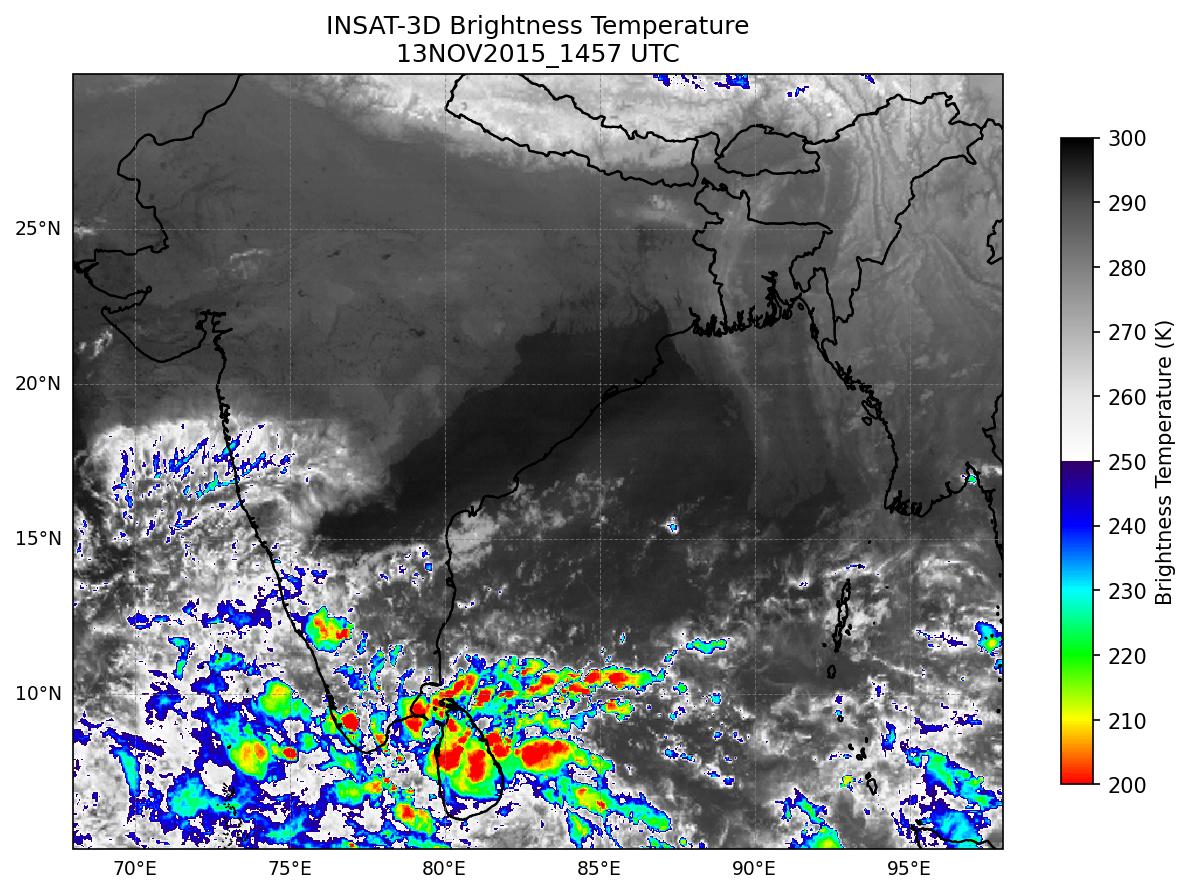 INSAT-3D Brightness Temperature
13NOV2015_1457 UTC
25°N
20°N
15°N
10°N
70°E
75°E
80°E
85°E
90°E
95°E
300
290
280
270
260
250
240
230
220
210
200
Brightness Temperature (K)